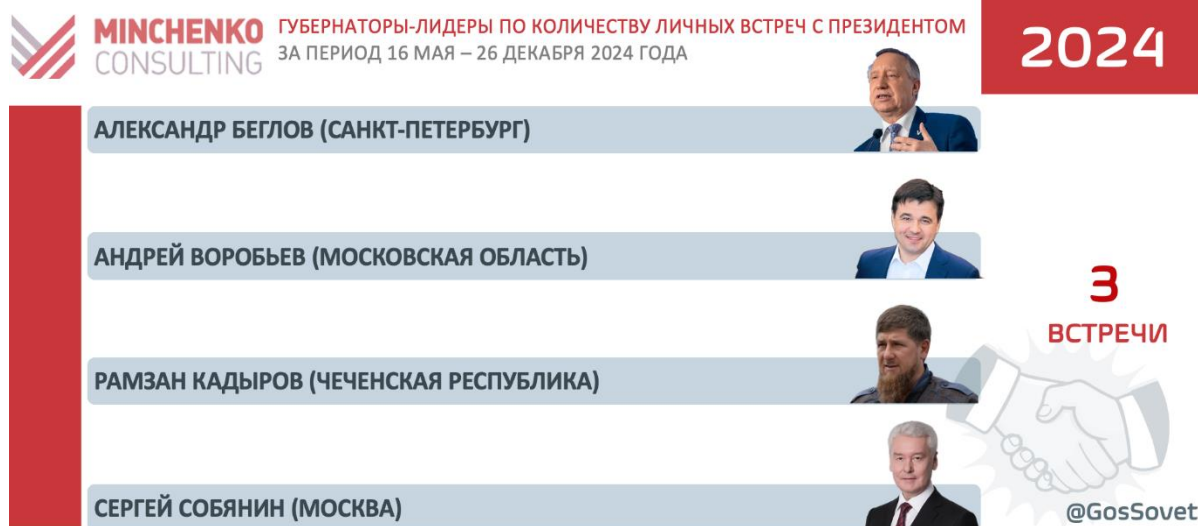 MINCHENKO
CONSULTING
ГУБЕРНАТОРЫ-ЛИДЕРЫ ПО КОЛИЧЕСТВУ ЛИЧНЫХ ВСТРЕЧ С ПРЕЗИДЕНТОМ
ЗА ПЕРИОД 16 МАЯ – 26 ДЕКАБРЯ 2024 ГОДА
2024
АЛЕКСАНДР БЕГЛОВ (САНКТ-ПЕТЕРБУРГ)
АНДРЕЙ ВОРОБЬЕВ (МОСКОВСКАЯ ОБЛАСТЬ)
РАМЗАН КАДЫРОВ (ЧЕЧЕНСКАЯ РЕСПУБЛИКА)
СЕРГЕЙ СОБЯНИН (МОСКВА)
3
ВСТРЕЧИ
@GosSovet